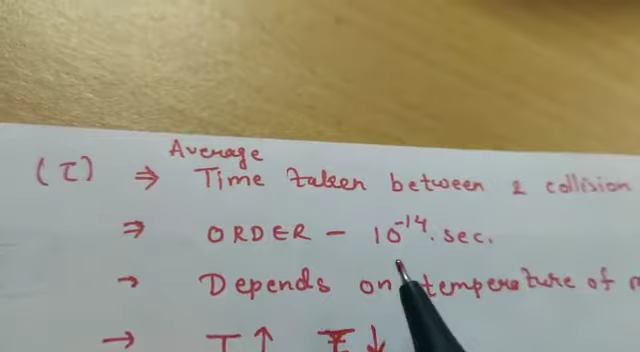 Average
(τ) ⇒ Time taken between 2 collision
⇒ ORDER - 10⁻¹⁴. sec.
→ Depends on temperature of
→ T↑ τ↓